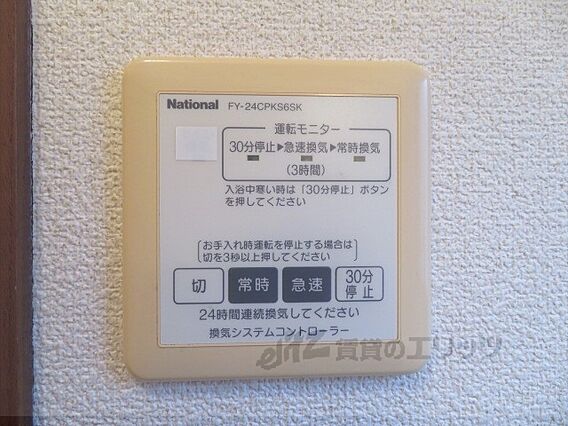 National FY-24CPKS6SK
運転モニター
30分停止▶急速換気▶常時換気
(3時間)
入浴中寒い時は「30分停止」ボタン
を押してください
お手入れ時運転を停止する場合は
切を3秒以上押してください
切 常時 急速 30分停止
24時間連続換気してください
換気システムコントローラー
賃貸のエリッツ